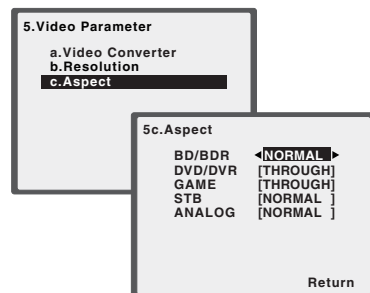 5.Video Parameter
a.Video Converter
b.Resolution
c.Aspect
5c.Aspect
BD/BDR ◄NORMAL ►
DVD/DVR [THROUGH]
GAME [THROUGH]
STB [NORMAL ]
ANALOG [NORMAL ]
Return